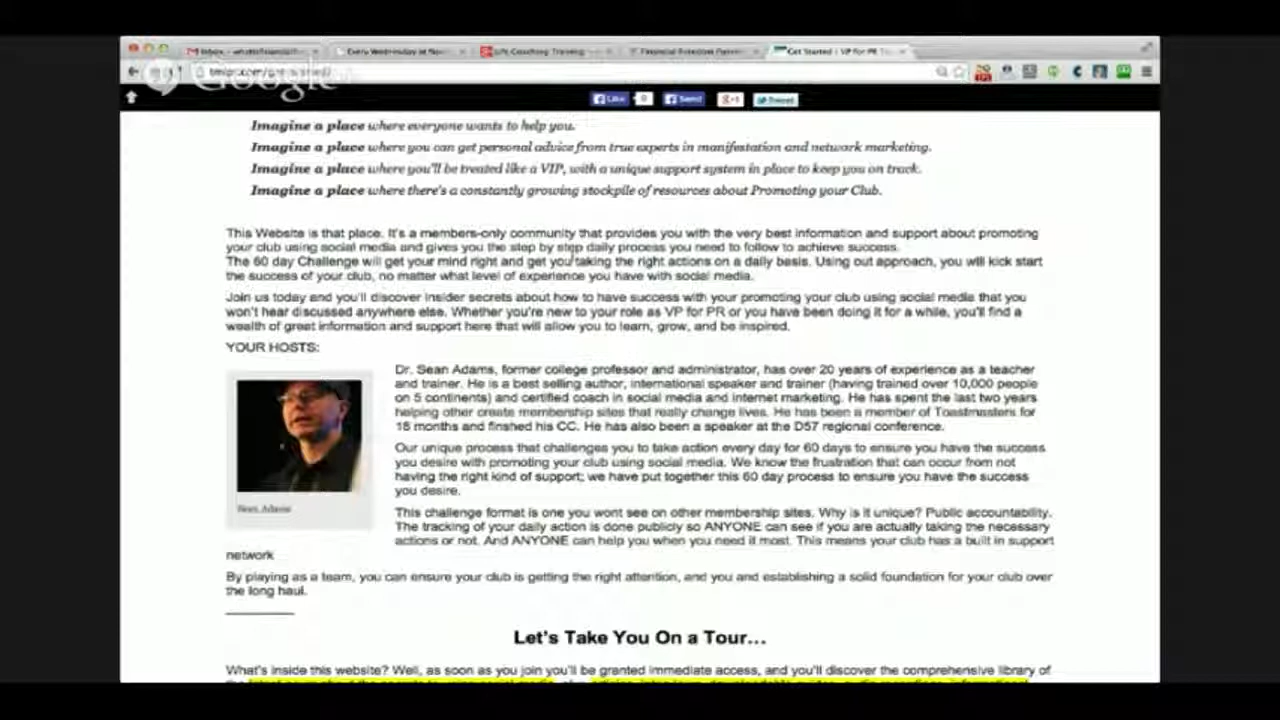 Every Wednesday at
Life Coaching Training
Financial Freedom
Get Started | VP for PR
Google
Like 0 Send +1 Tweet
Imagine a place where everyone wants to help you.
Imagine a place where you can get personal advice from true experts in manifestation and network marketing.
Imagine a place where you'll be treated like a VIP, with a unique support system in place to keep you on track.
Imagine a place where there's a constantly growing stockpile of resources about Promoting your Club.
This Website is that place. It's a members-only community that provides you with the very best information and support about promoting
your club using social media and gives you the step by step daily process you need to follow to achieve success.
The 60 day Challenge will get your mind right and get you taking the right actions on a daily basis. Using out approach, you will kick start
the success of your club, no matter what level of experience you have with social media.
Join us today and you'll discover insider secrets about how to have success with your promoting your club using social media that you
won't hear discussed anywhere else. Whether you're new to your role as VP for PR or you have been doing it for a while, you'll find a
wealth of great information and support here that will allow you to learn, grow, and be inspired.
YOUR HOSTS:
Dr. Sean Adams, former college professor and administrator, has over 20 years of experience as a teacher
and trainer. He is a best selling author, international speaker and trainer (having trained over 10,000 people
on 5 continents) and certified coach in social media and internet marketing. He has spent the last two years
helping other create membership sites that really change lives. He has been a member of Toastmasters for
18 months and finshed his CC. He has also been a speaker at the D57 regional conference.
Sean Adams
Our unique process that challenges you to take action every day for 60 days to ensure you have the success
you desire with promoting your club using social media. We know the frustration that can occur from not
having the right kind of support; we have put together this 60 day process to ensure you have the success
you desire.
This challenge format is one you wont see on other membership sites. Why is it unique? Public accountability.
The tracking of your daily action is done publicly so ANYONE can see if you are actually taking the necessary
actions or not. And ANYONE can help you when you need it most. This means your club has a built in support
network
By playing as a team, you can ensure your club is getting the right attention, and you and establishing a solid foundation for your club over
the long haul.
Let's Take You On a Tour...
What's inside this website? Well, as soon as you join you'll be granted immediate access, and you'll discover the comprehensive library of